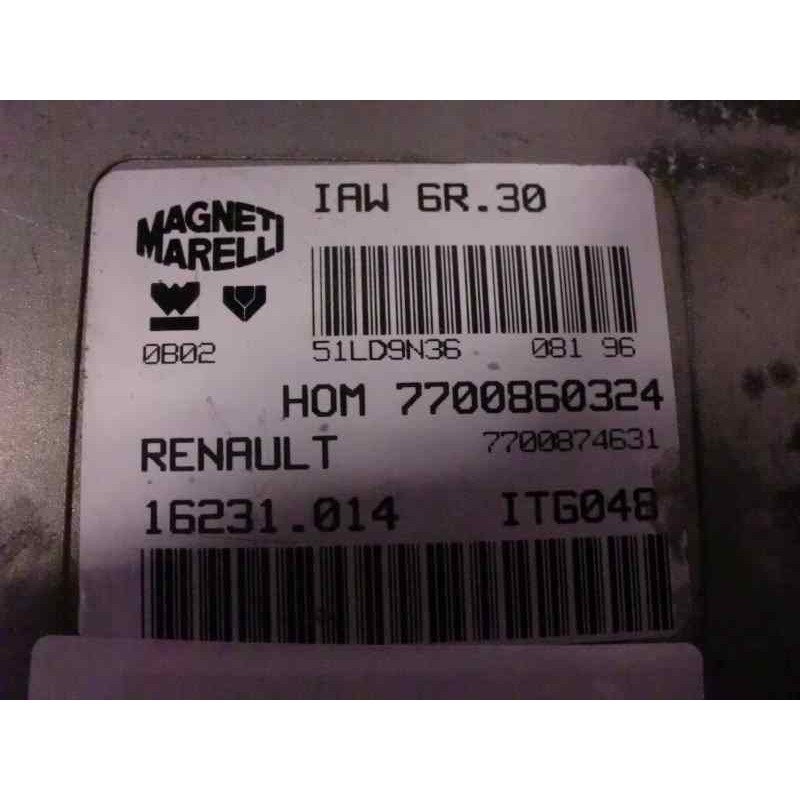 MAGNETI MARELLI
IAW 6R.30
0B02
51LD9N36 081 96
HOM 7700860324
RENAULT 7700874631
16231.014 ITG048